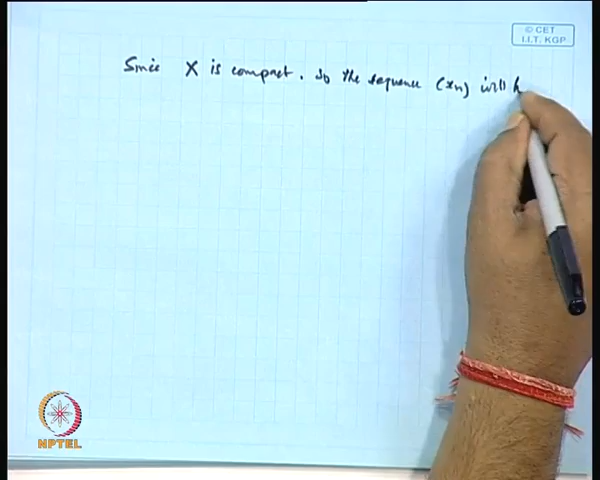 © CET
I.I.T. KGP
Since X is compact. So the sequence (xn) will h
NPTEL